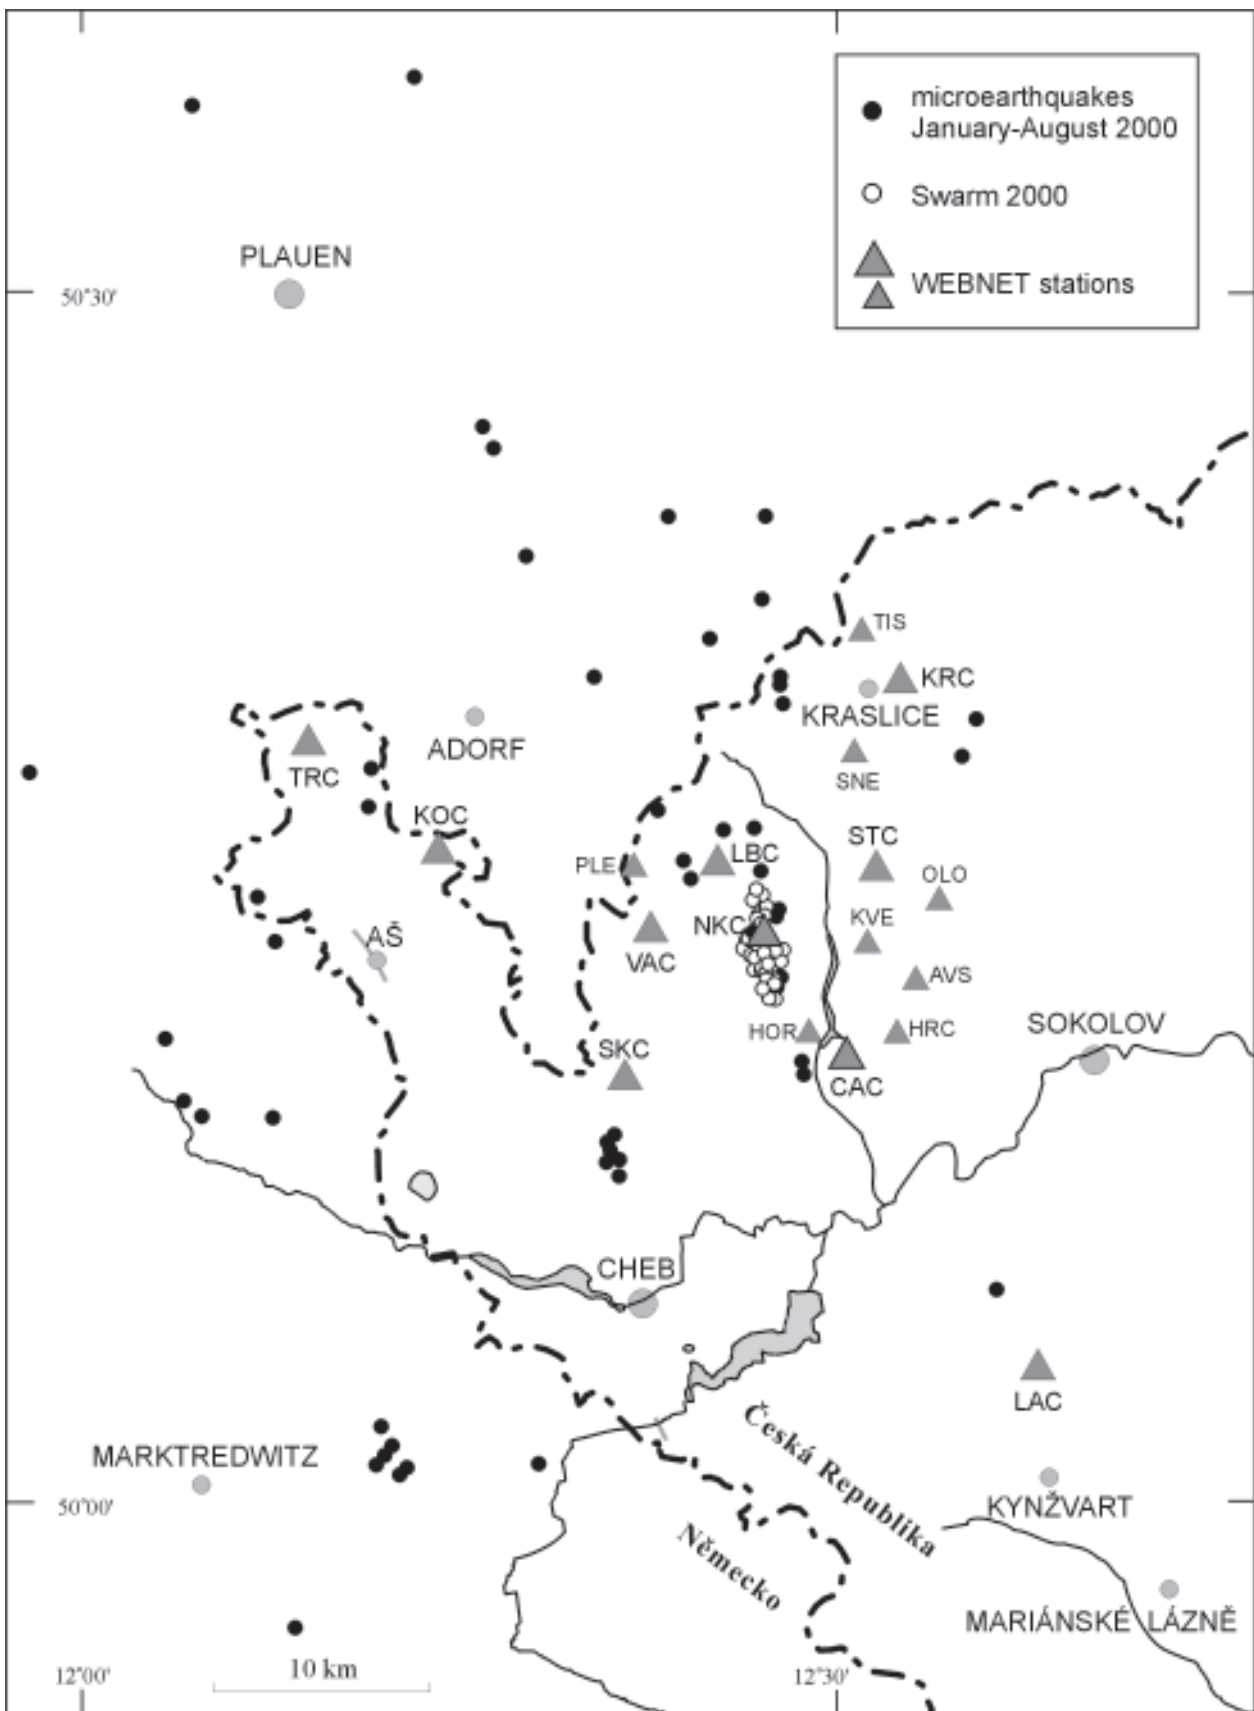 microearthquakes
January-August 2000
Swarm 2000
WEBNET stations
PLAUEN
50°30'
TIS
KRC
KRASLICE
ADORF
TRC
SNE
KOC
STC
LBC
PLE
OLO
NKC
KVE
AŠ
VAC
AVS
SOKOLOV
HOR
HRC
SKC
CAC
CHEB
LAC
Česká Republika
MARKTREDWITZ
KYNŽVART
50°00'
Německo
MARIÁNSKÉ LÁZNĚ
10 km
12°00'
12°30'